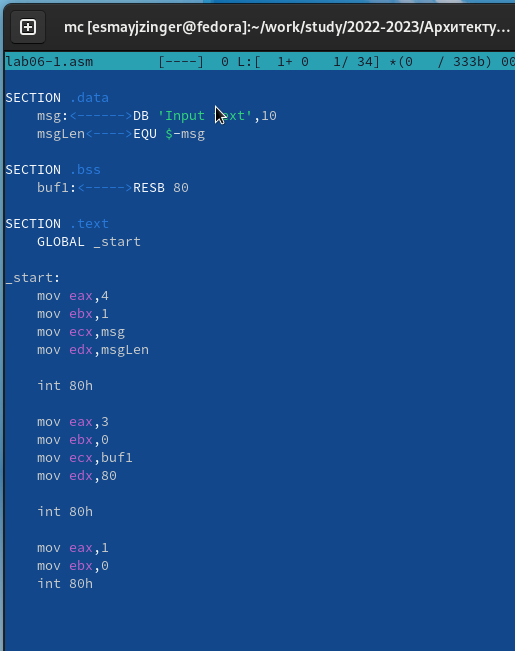 mc [esmayjzinger@fedora]:~/work/study/2022-2023/Архитекту...
lab06-1.asm [----] 0 L:[ 1+ 0 1/ 34] *(0 / 333b) 00
SECTION .data
msg:<------>DB 'Input text',10
msgLen<---->EQU $-msg
SECTION .bss
buf1:<----->RESB 80
SECTION .text
GLOBAL _start
_start:
mov eax,4
mov ebx,1
mov ecx,msg
mov edx,msgLen
int 80h
mov eax,3
mov ebx,0
mov ecx,buf1
mov edx,80
int 80h
mov eax,1
mov ebx,0
int 80h